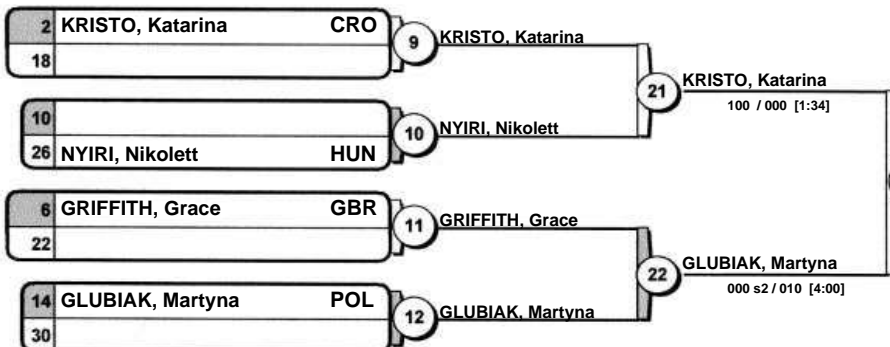 2 KRISTO, Katarina CRO
18
9
KRISTO, Katarina
10
26 NYIRI, Nikolett HUN
10
NYIRI, Nikolett
21
KRISTO, Katarina
100 / 000 [1:34]
6 GRIFFITH, Grace GBR
22
11
GRIFFITH, Grace
14 GLUBIAK, Martyna POL
30
12
GLUBIAK, Martyna
22
GLUBIAK, Martyna
000 s2 / 010 [4:00]